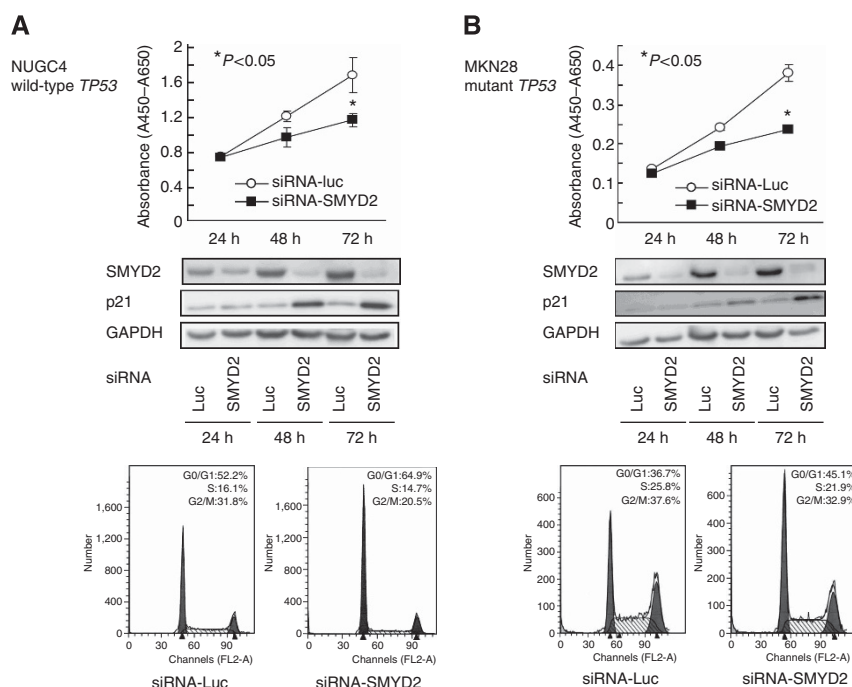 A
NUGC4
wild-type TP53
Absorbance (A450–A650)
2
1.6
1.2
0.8
0.4
0
*P<0.05
*
siRNA-luc
siRNA-SMYD2
24 h 48 h 72 h
SMYD2
p21
GAPDH
siRNA
Luc SMYD2 Luc SMYD2 Luc SMYD2
24 h 48 h 72 h
G0/G1:52.2%
S:16.1%
G2/M:31.8%
Number
1,600
1,200
800
400
0
0 30 60 90
Channels (FL2-A)
siRNA-Luc
G0/G1:64.9%
S:14.7%
G2/M:20.5%
Number
1,600
1,200
800
400
0
0 30 60 90
Channels (FL2-A)
siRNA-SMYD2
B
MKN28
mutant TP53
Absorbance (A450–A650)
0.4
0.3
0.2
0.1
0
*P<0.05
*
siRNA-Luc
siRNA-SMYD2
24 h 48 h 72 h
SMYD2
p21
GAPDH
siRNA
Luc SMYD2 Luc SMYD2 Luc SMYD2
24 h 48 h 72 h
G0/G1:36.7%
S:25.8%
G2/M:37.6%
Number
600
400
300
200
100
0
0 30 60 90
Channels (FL2-A)
siRNA-Luc
G0/G1:45.1%
S:21.9%
G2/M:32.9%
Number
600
500
400
300
200
100
0
0 30 60 90
Channels (FL2-A)
siRNA-SMYD2